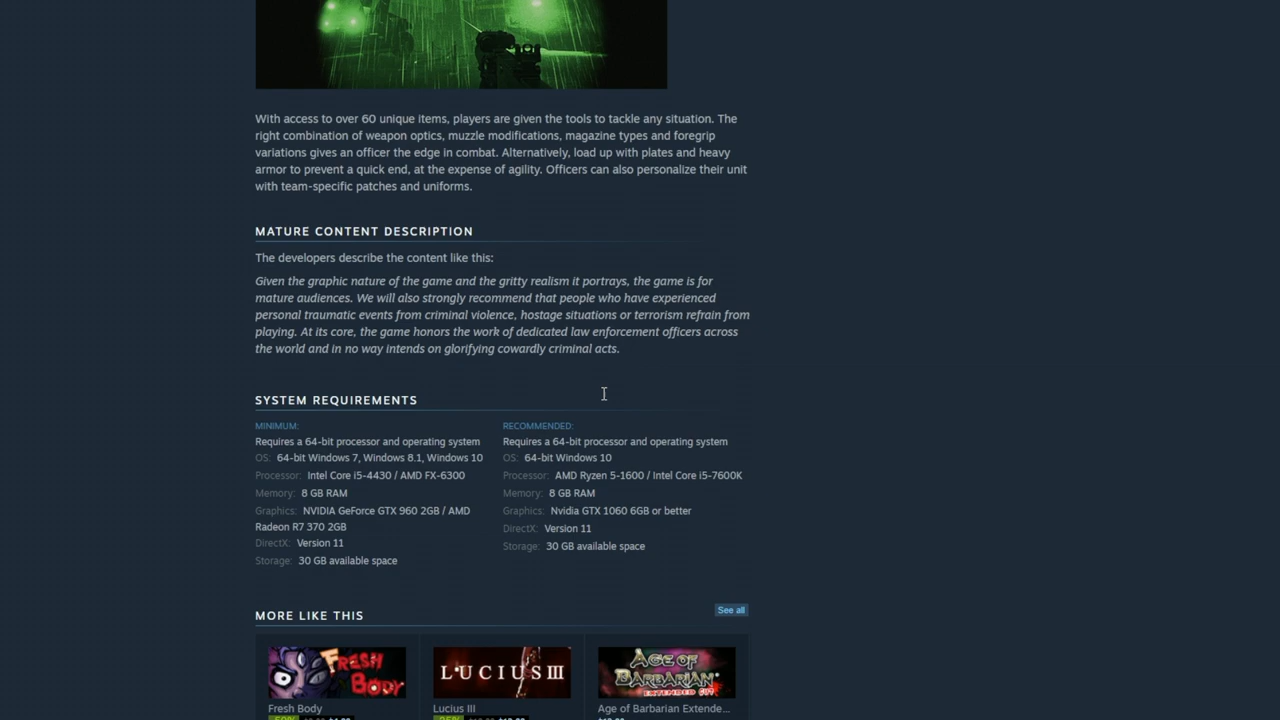 With access to over 60 unique items, players are given the tools to tackle any situation. The
right combination of weapon optics, muzzle modifications, magazine types and foregrip
variations gives an officer the edge in combat. Alternatively, load up with plates and heavy
armor to prevent a quick end, at the expense of agility. Officers can also personalize their unit
with team-specific patches and uniforms.
MATURE CONTENT DESCRIPTION
The developers describe the content like this:
Given the graphic nature of the game and the gritty realism it portrays, the game is for
mature audiences. We will also strongly recommend that people who have experienced
personal traumatic events from criminal violence, hostage situations or terrorism refrain from
playing. At its core, the game honors the work of dedicated law enforcement officers across
the world and in no way intends on glorifying cowardly criminal acts.
SYSTEM REQUIREMENTS
MINIMUM:
Requires a 64-bit processor and operating system
OS: 64-bit Windows 7, Windows 8.1, Windows 10
Processor: Intel Core i5-4430 / AMD FX-6300
Memory: 8 GB RAM
Graphics: NVIDIA GeForce GTX 960 2GB / AMD
Radeon R7 370 2GB
DirectX: Version 11
Storage: 30 GB available space
RECOMMENDED:
Requires a 64-bit processor and operating system
OS: 64-bit Windows 10
Processor: AMD Ryzen 5-1600 / Intel Core i5-7600K
Memory: 8 GB RAM
Graphics: Nvidia GTX 1060 6GB or better
DirectX: Version 11
Storage: 30 GB available space
MORE LIKE THIS
See all
FRESH BODY
LUCIUS III
AGE OF BARBARIAN EXTENDED CUT
Fresh Body
Lucius III
Age of Barbarian Extende...